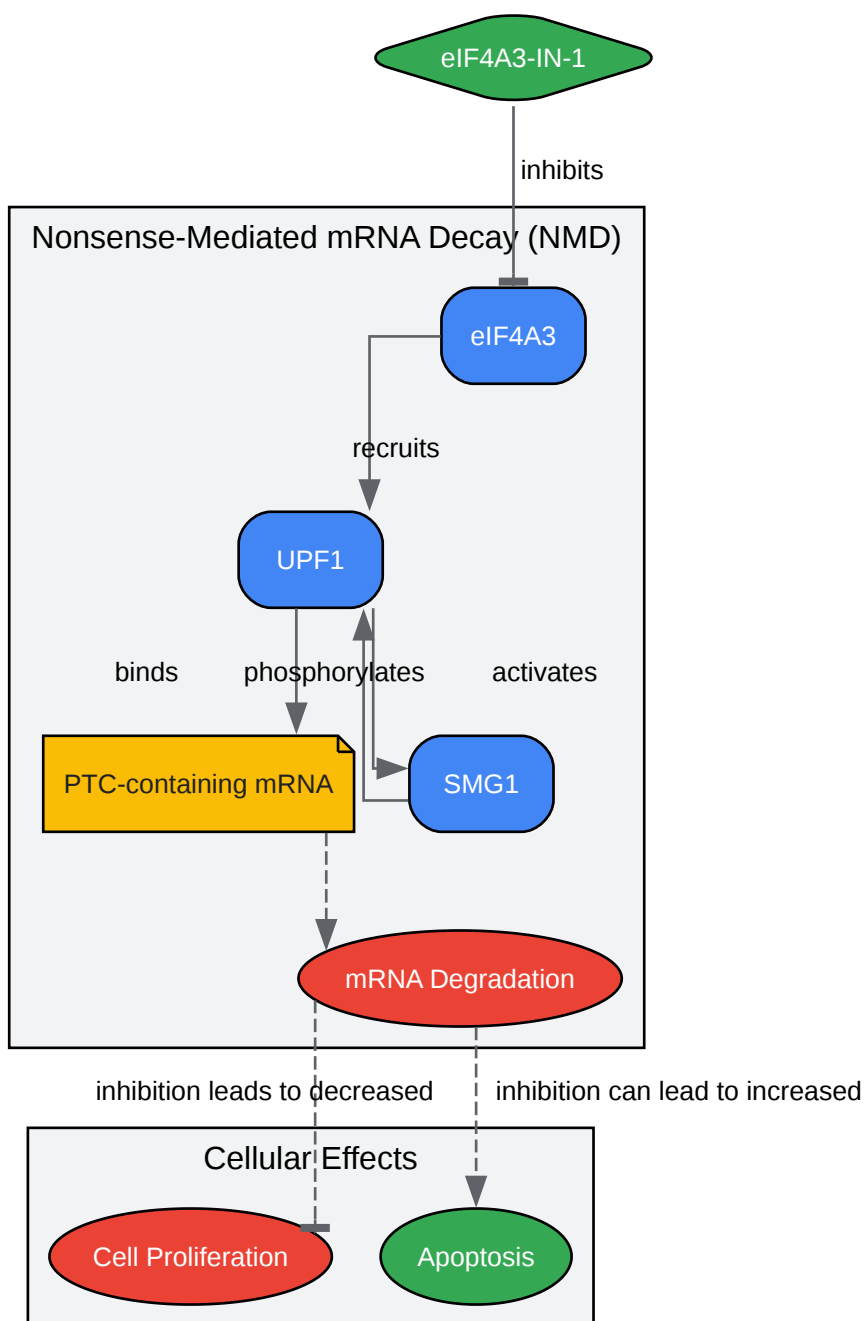 eIF4A3-IN-1
inhibits
Nonsense-Mediated mRNA Decay (NMD)
eIF4A3
recruits
UPF1
binds
phosphorylates
activates
PTC-containing mRNA
SMG1
mRNA Degradation
inhibition leads to decreased
inhibition can lead to increased
Cellular Effects
Cell Proliferation
Apoptosis